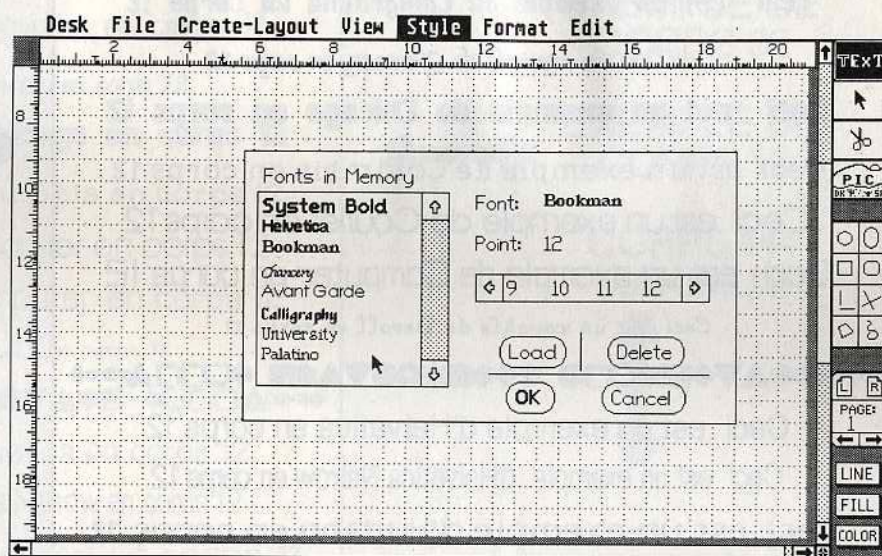 Desk File Create-Layout View Style Format Edit
2 4 6 8 10 12 14 16 18 20
TExT
8
10
12
14
16
18
PIC
Fonts in Memory
System Bold
Helvetica
Bookman
Chancery
Avant Garde
Calligraphy
University
Palatino
Font: Bookman
Point: 12
9 10 11 12
Load Delete
OK Cancel
L R
PAGE:
1
LINE
FILL
COLOR